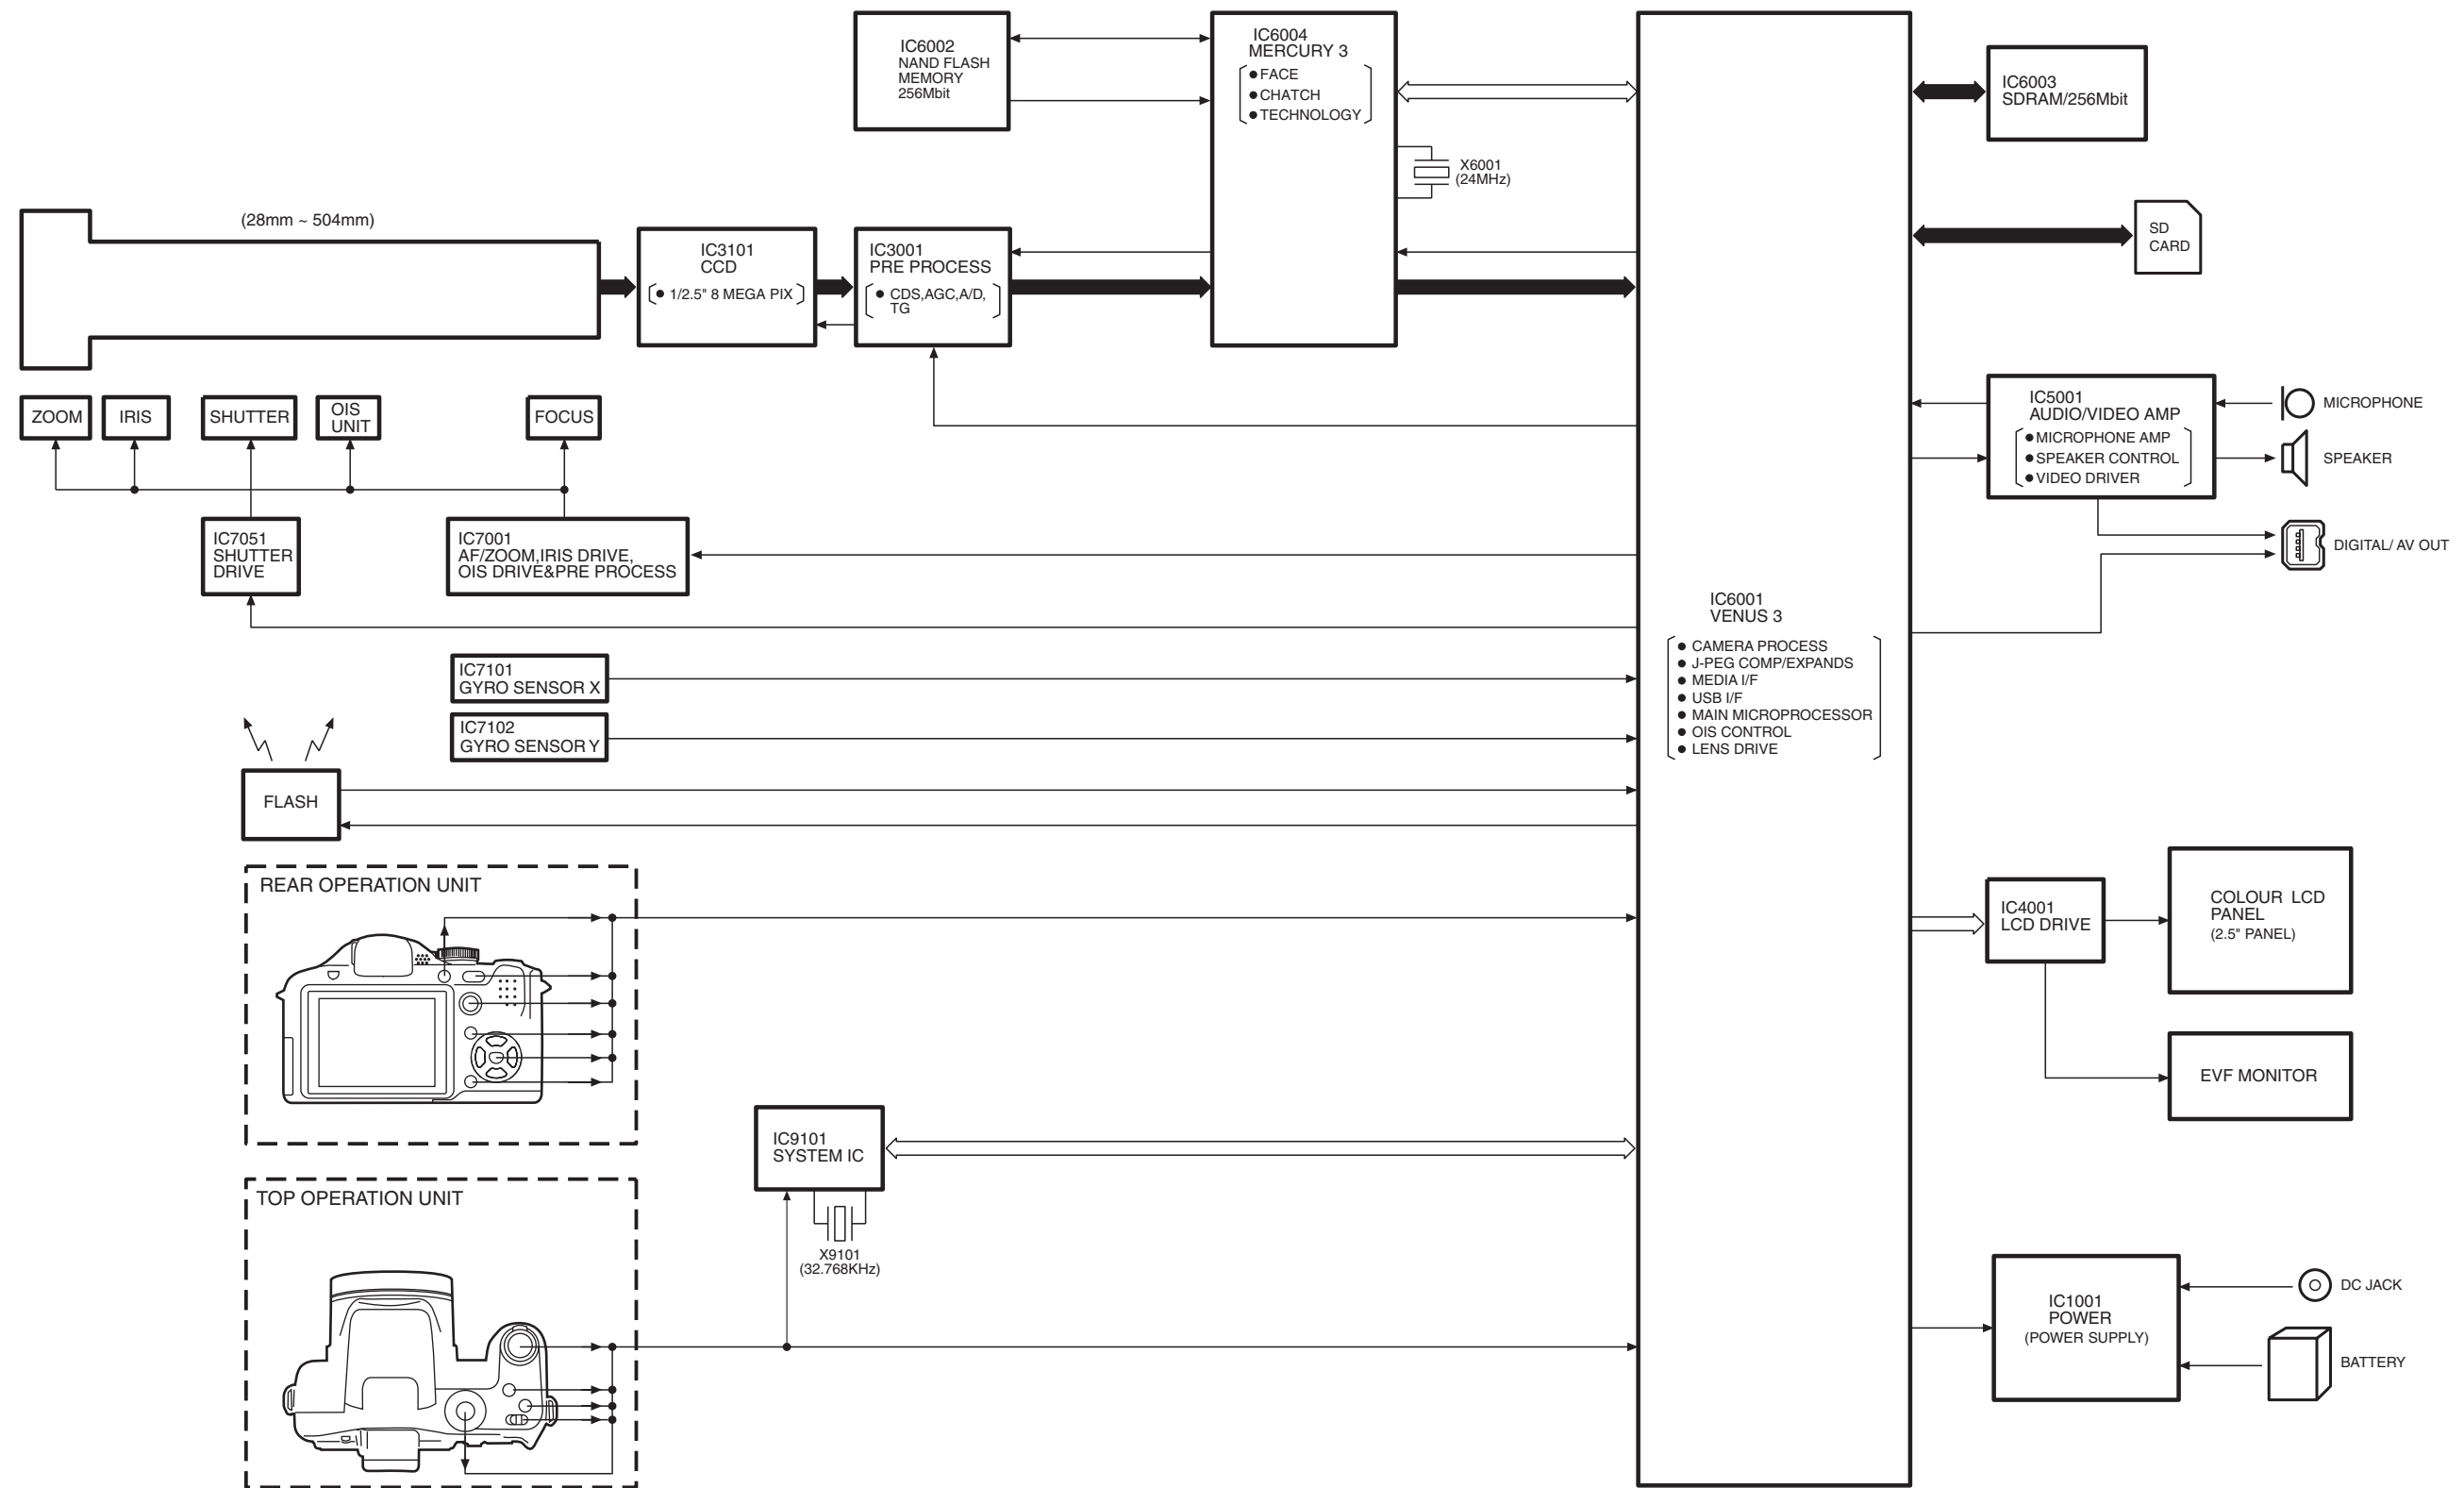 IC6002
NAND FLASH
MEMORY
256Mbit
IC6004
MERCURY 3
● FACE
● CHATCH
● TECHNOLOGY
IC6003
SDRAM/256Mbit
X6001
(24MHz)
(28mm ~ 504mm)
IC3101
CCD
● 1/2.5" 8 MEGA PIX
IC3001
PRE PROCESS
● CDS,AGC,A/D,
TG
SD
CARD
ZOOM
IRIS
SHUTTER
OIS
UNIT
FOCUS
IC5001
AUDIO/VIDEO AMP
● MICROPHONE AMP
● SPEAKER CONTROL
● VIDEO DRIVER
MICROPHONE
SPEAKER
DIGITAL/ AV OUT
IC7051
SHUTTER
DRIVE
IC7001
AF/ZOOM,IRIS DRIVE,
OIS DRIVE&PRE PROCESS
IC6001
VENUS 3
● CAMERA PROCESS
● J-PEG COMP/EXPANDS
● MEDIA I/F
● USB I/F
● MAIN MICROPROCESSOR
● OIS CONTROL
● LENS DRIVE
IC7101
GYRO SENSOR X
IC7102
GYRO SENSOR Y
FLASH
REAR OPERATION UNIT
IC4001
LCD DRIVE
COLOUR LCD
PANEL
(2.5" PANEL)
EVF MONITOR
IC9101
SYSTEM IC
X9101
(32.768KHz)
TOP OPERATION UNIT
IC1001
POWER
(POWER SUPPLY)
DC JACK
BATTERY